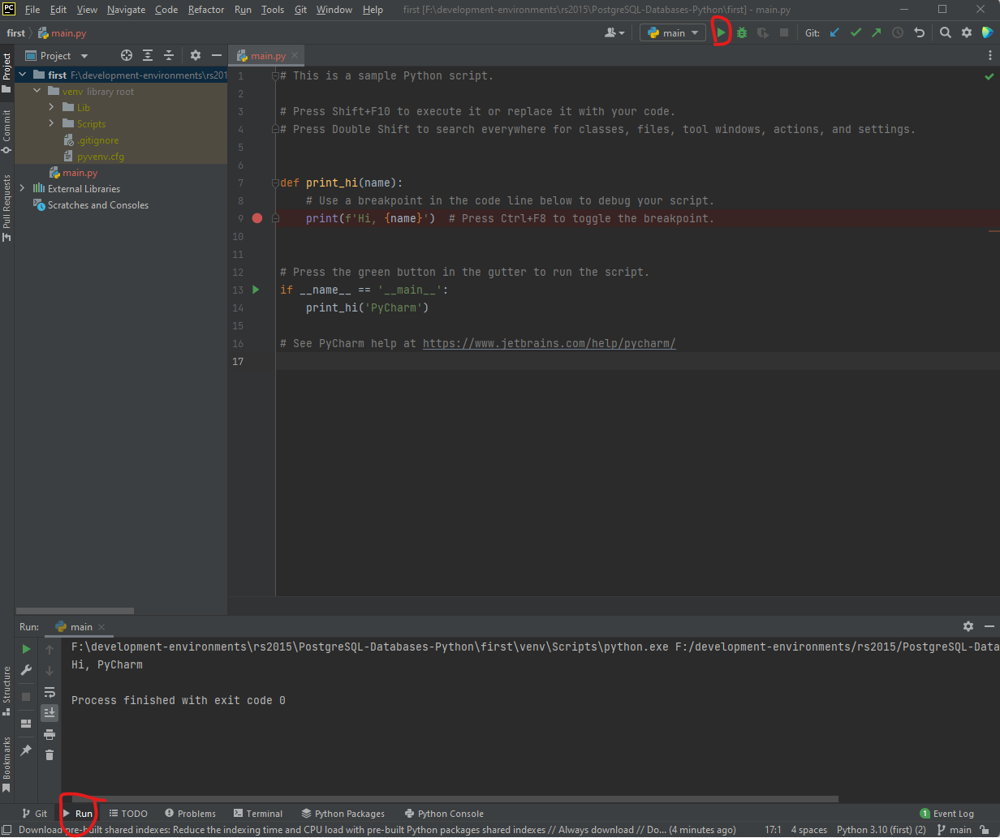 PC File Edit View Navigate Code Refactor Run Tools Git Window Help first [F:\development-environments\rs2015\PostgreSQL-Databases-Python\first] - main.py
first main.py main Git:
Project main.py
Project
Commit
Pull Requests
Structure
Bookmarks
first F:\development-environments\rs201
venv library root
Lib
Scripts
.gitignore
pyvenv.cfg
main.py
External Libraries
Scratches and Consoles
1 # This is a sample Python script.
2
3 # Press Shift+F10 to execute it or replace it with your code.
4 # Press Double Shift to search everywhere for classes, files, tool windows, actions, and settings.
5
6
7 def print_hi(name):
8 # Use a breakpoint in the code line below to debug your script.
9 print(f'Hi, {name}') # Press Ctrl+F8 to toggle the breakpoint.
10
11
12 # Press the green button in the gutter to run the script.
13 if __name__ == '__main__':
14 print_hi('PyCharm')
15
16 # See PyCharm help at https://www.jetbrains.com/help/pycharm/
17
Run: main
F:\development-environments\rs2015\PostgreSQL-Databases-Python\first\venv\Scripts\python.exe F:/development-environments/rs2015/PostgreSQL-Data
Hi, PyCharm
Process finished with exit code 0
Git Run TODO Problems Terminal Python Packages Python Console 1 Event Log
Download pre-built shared indexes: Reduce the indexing time and CPU load with pre-built Python packages shared indexes // Always download // Do... (4 minutes ago) 17:1 4 spaces Python 3.10 (first) (2) main